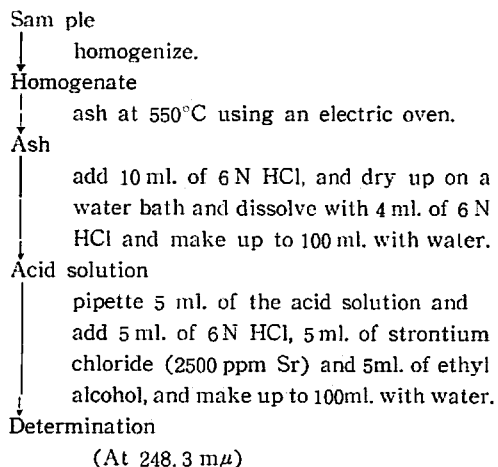 Sam ple
homogenize.
Homogenate
ash at 550°C using an electric oven.
Ash
add 10 ml. of 6 N HCl, and dry up on a
water bath and dissolve with 4 ml. of 6 N
HCl and make up to 100 ml. with water.
Acid solution
pipette 5 ml. of the acid solution and
add 5 ml. of 6N HCl, 5 ml. of strontium
chloride (2500 ppm Sr) and 5ml. of ethyl
alcohol, and make up to 100ml. with water.
Determination
(At 248.3 mμ)